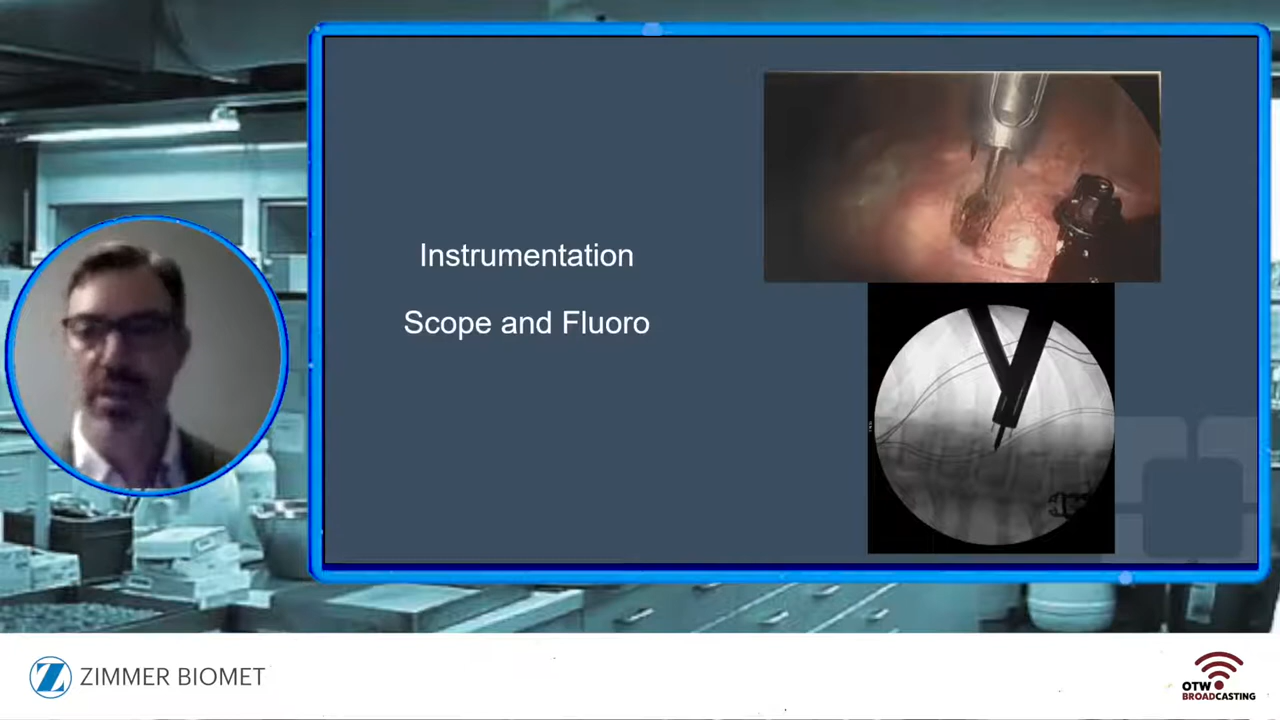 Instrumentation
Scope and Fluoro
ZIMMER BIOMET
OTW
BROADCASTING